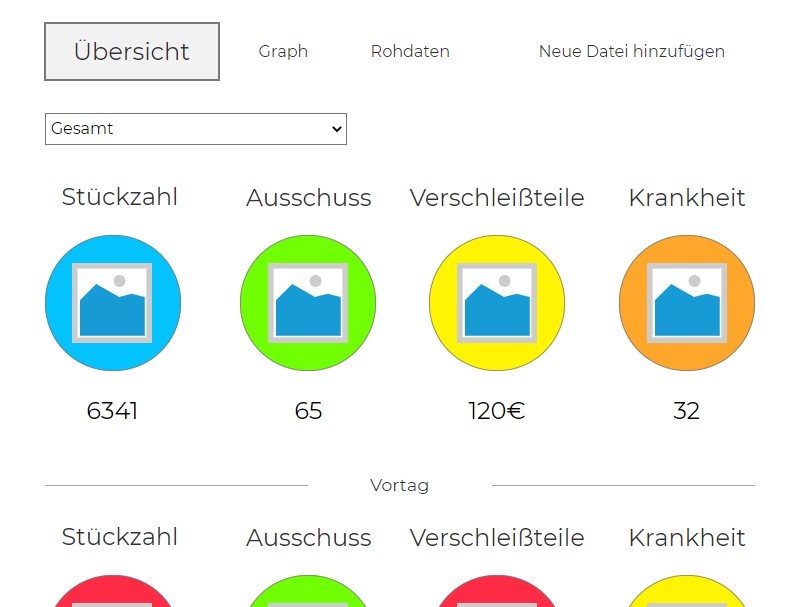 Übersicht Graph Rohdaten Neue Datei hinzufügen
Gesamt
Stückzahl Ausschuss Verschleißteile Krankheit
6341 65 120€ 32
Vortag
Stückzahl Ausschuss Verschleißteile Krankheit